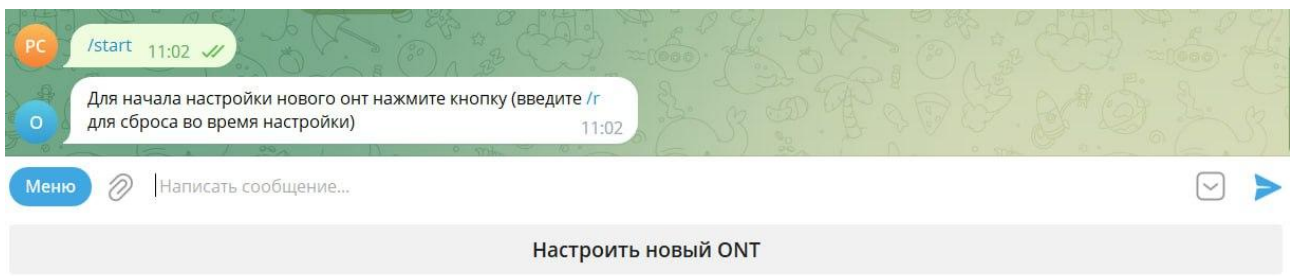 РС
/start 11:02
Для начала настройки нового онт нажмите кнопку (введите /r
О
для сброса во время настройки) 11:02
Меню Написать сообщение...
Настроить новый ONT